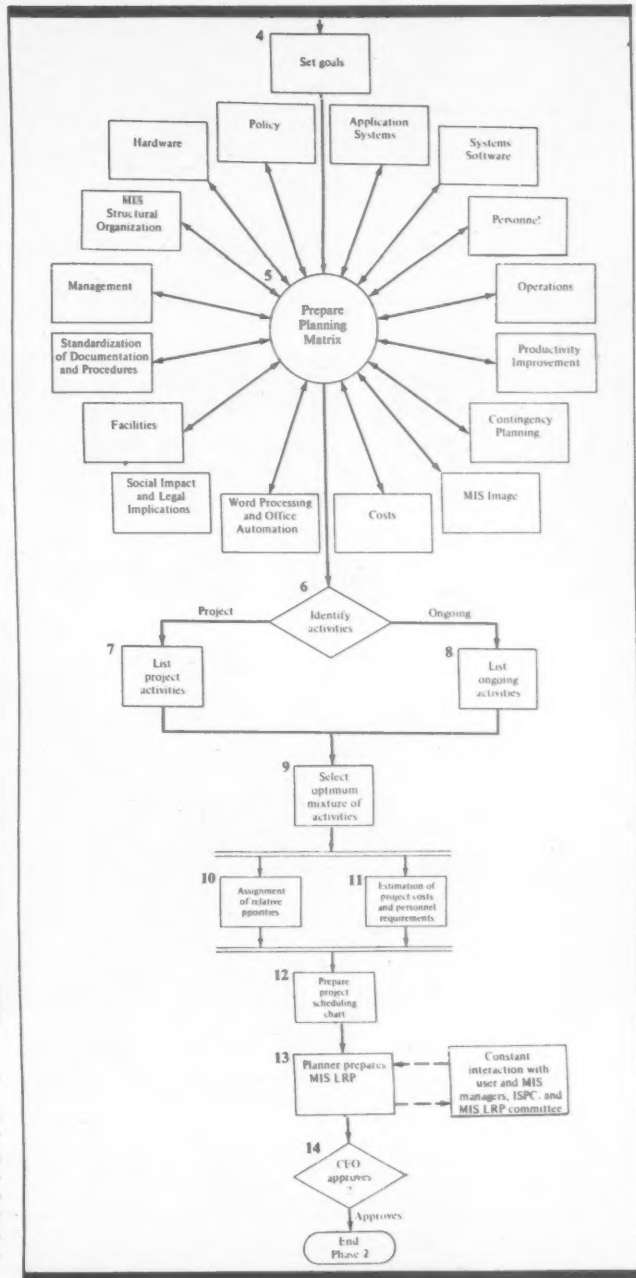 4
Set goals
Policy
Application
Systems
Hardware
Systems
Software
MIS
Structural
Organization
Personnel
5
Management
Prepare
Planning
Matrix
Operations
Standardization
of Documentation
and Procedures
Productivity
Improvement
Facilities
Contingency
Planning
Social Impact
and Legal
Implications
Word Processing
and Office
Automation
Costs
MIS Image
6
Project
Identify
activities
Ongoing
7
List
project
activities
8
List
ongoing
activities
9
Select
optimum
mixture of
activities
10
Assignment
of relative
pponties
11
Estimation of
project costs
and personnel
requirements
12
Prepare
project
scheduling
chart
13
Planner prepares
MIS LRP
Constant
interaction with
user and MIS
managers, ISPC. and
MIS LRP committee
14
approves
?
Approves
End
Phase 2